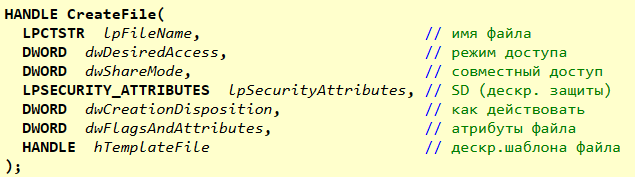 HANDLE CreateFile(
LPCTSTR lpFileName, // имя файла
DWORD dwDesiredAccess, // режим доступа
DWORD dwShareMode, // совместный доступ
LPSECURITY_ATTRIBUTES lpSecurityAttributes, // SD (дескр. защиты)
DWORD dwCreationDisposition, // как действовать
DWORD dwFlagsAndAttributes, // атрибуты файла
HANDLE hTemplateFile // дескр.шаблона файла
);